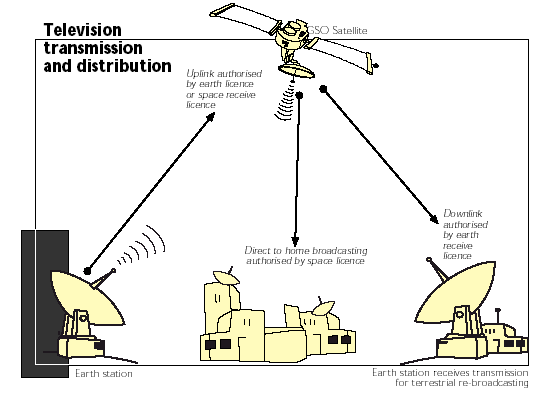 Television
transmission
and distribution
GSO Satellite
Uplink authorised
by earth licence
or space receive
licence
Downlink
authorised
by earth
receive
licence
Direct to home broadcasting
authorised by space licence
Earth station
Earth station receives transmission
for terrestrial re-broadcasting